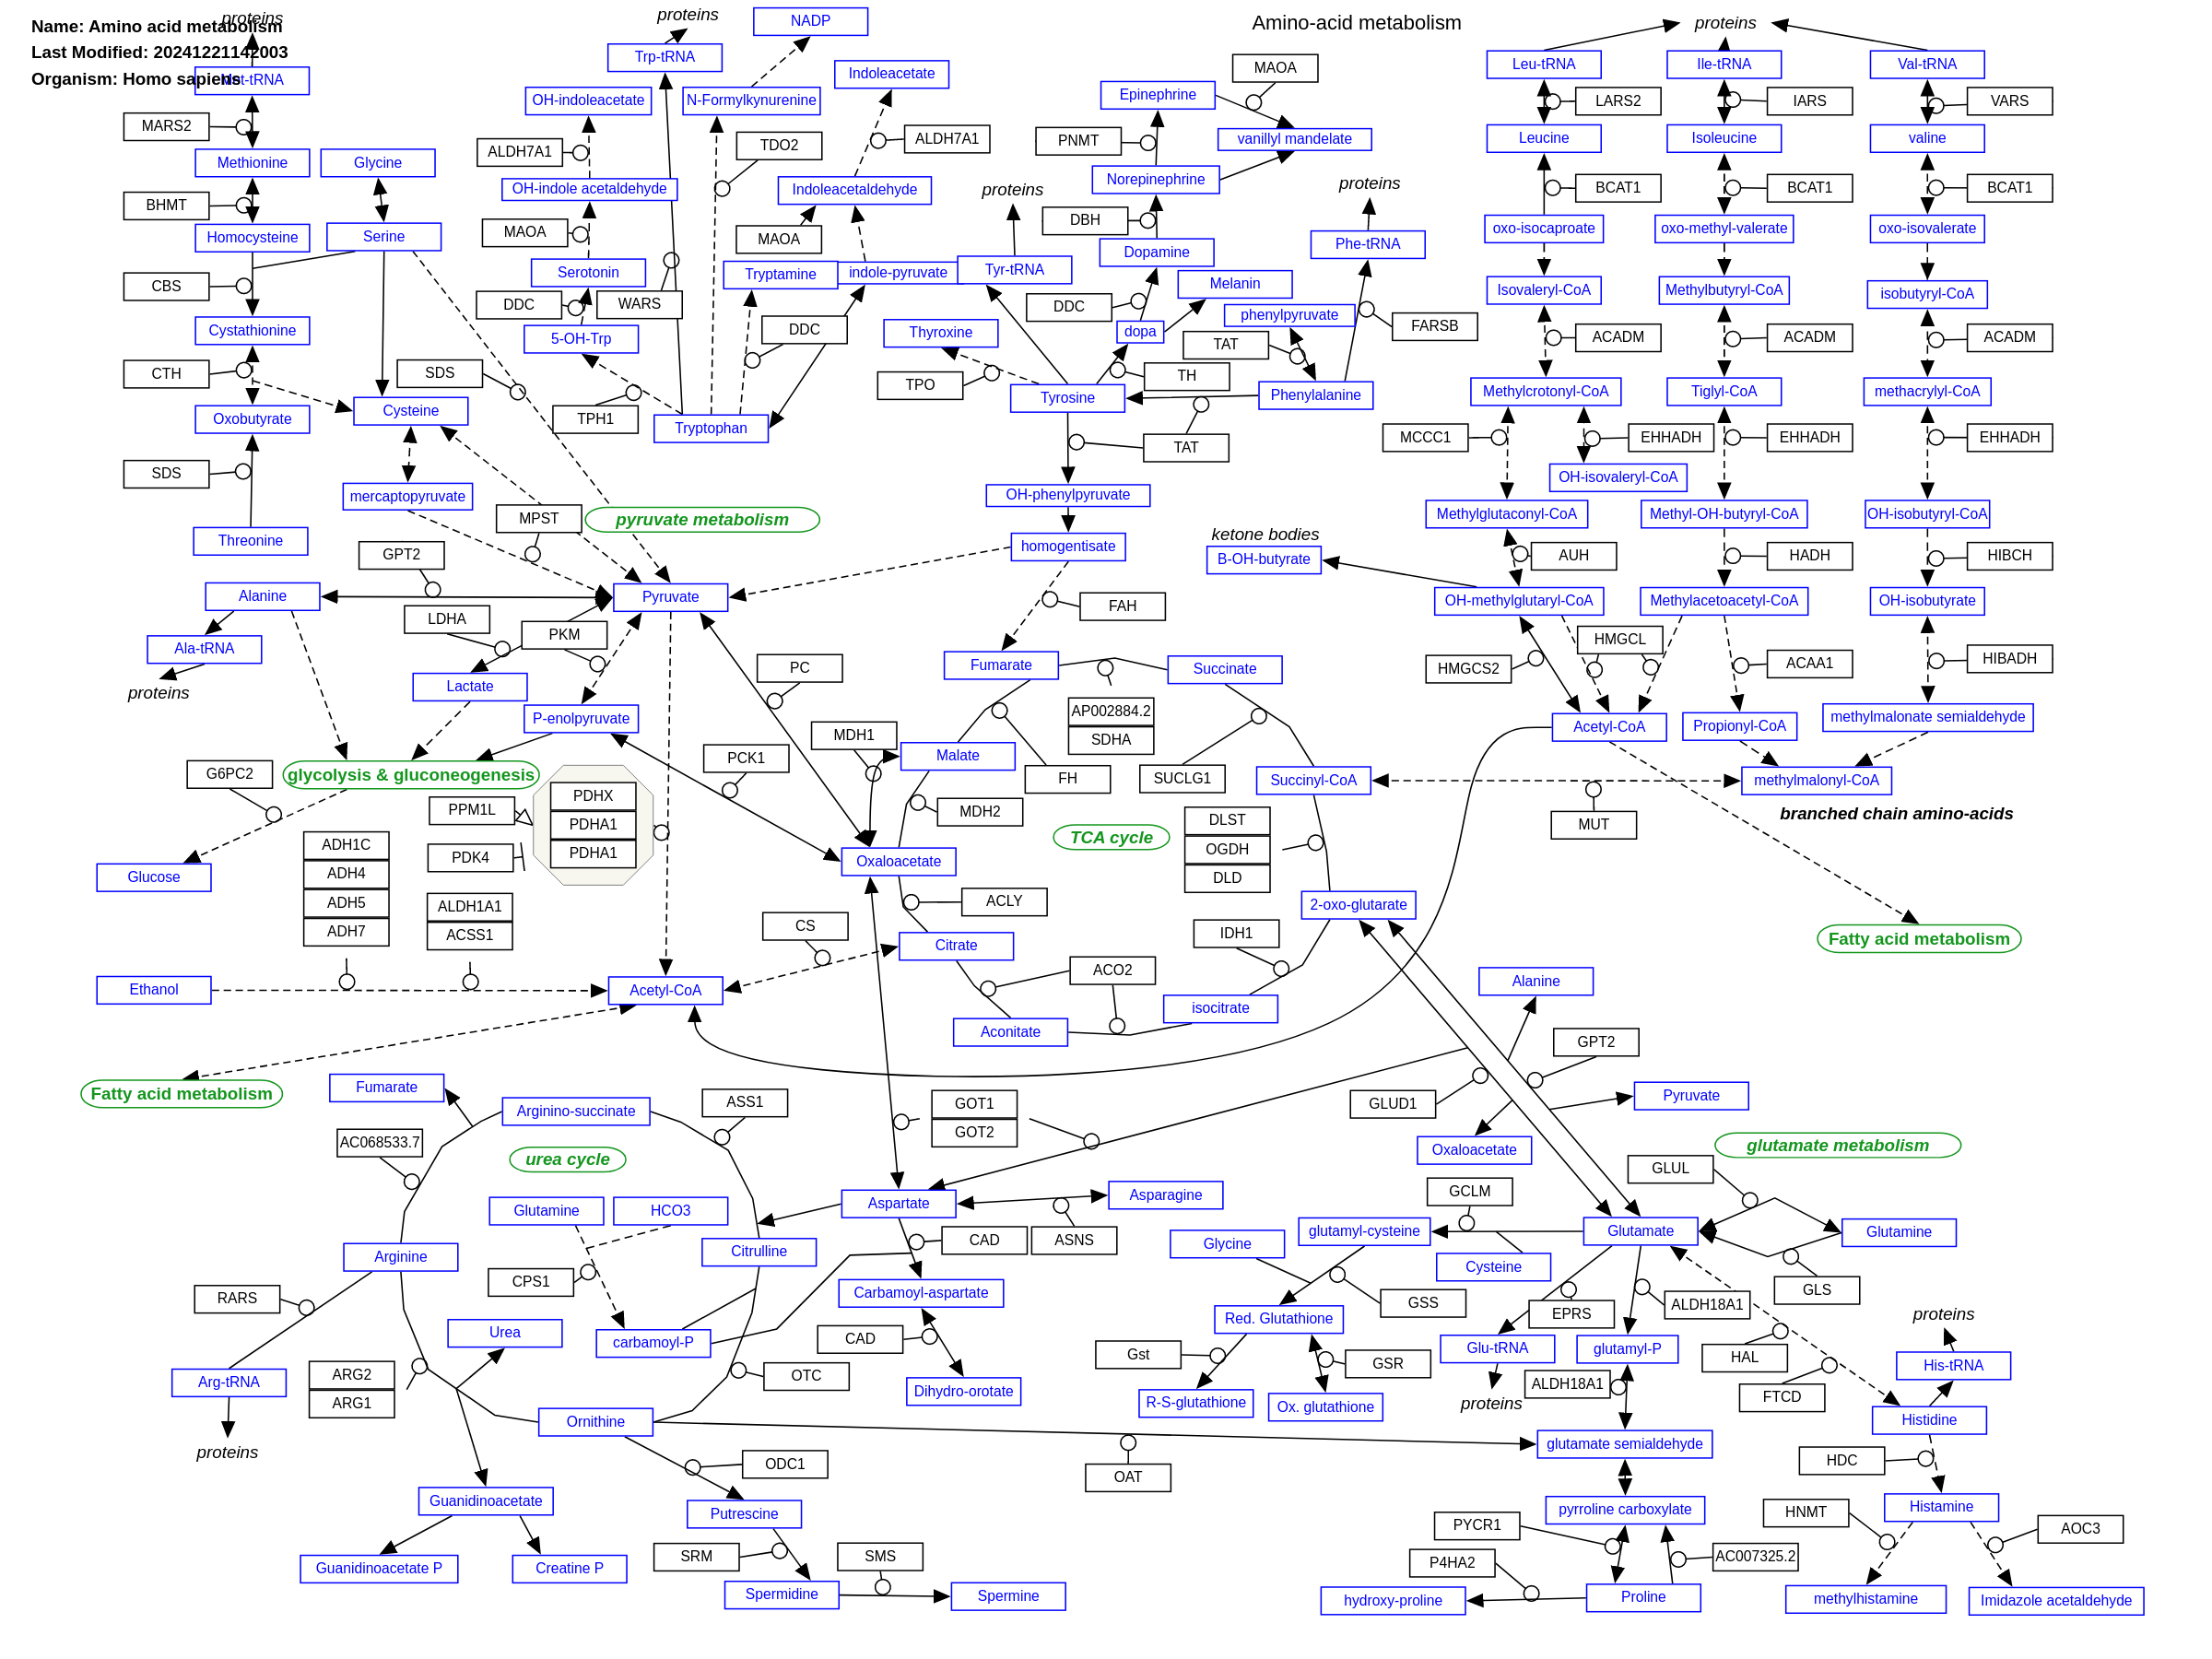 Name: Amino acid metabolism
Last Modified: 20241221142003
Organism: Homo sapiens
Amino-acid metabolism
proteins
Met-tRNA
MARS2
Methionine
Glycine
BHMT
Homocysteine
Serine
CBS
Cystathionine
CTH
SDS
Oxobutyrate
Cysteine
SDS
Threonine
mercaptopyruvate
proteins
Trp-tRNA
NADP
OH-indoleacetate
N-Formylkynurenine
Indoleacetate
ALDH7A1
TDO2
ALDH7A1
OH-indole acetaldehyde
Indoleacetaldehyde
MAOA
MAOA
Serotonin
Tryptamine
indole-pyruvate
DDC
WARS
DDC
5-OH-Trp
TPH1
Tryptophan
proteins
Tyr-tRNA
Epinephrine
MAOA
PNMT
vanillyl mandelate
Norepinephrine
DBH
Dopamine
proteins
Phe-tRNA
Melanin
DDC
dopa
phenylpyruvate
FARSB
Thyroxine
TAT
TPO
TH
Tyrosine
Phenylalanine
TAT
OH-phenylpyruvate
homogentisate
FAH
proteins
Leu-tRNA
Ile-tRNA
Val-tRNA
LARS2
IARS
VARS
Leucine
Isoleucine
valine
BCAT1
BCAT1
BCAT1
oxo-isocaproate
oxo-methyl-valerate
oxo-isovalerate
Isovaleryl-CoA
Methylbutyryl-CoA
isobutyryl-CoA
ACADM
ACADM
ACADM
Methylcrotonyl-CoA
Tiglyl-CoA
methacrylyl-CoA
MCCC1
EHHADH
EHHADH
EHHADH
OH-isovaleryl-CoA
Methylglutaconyl-CoA
Methyl-OH-butyryl-CoA
OH-isobutyryl-CoA
ketone bodies
B-OH-butyrate
AUH
HADH
HIBCH
OH-methylglutaryl-CoA
Methylacetoacetyl-CoA
OH-isobutyrate
HMGCL
HMGCS2
ACAA1
HIBADH
Acetyl-CoA
Propionyl-CoA
methylmalonate semialdehyde
methylmalonyl-CoA
MUT
branched chain amino-acids
Fatty acid metabolism
MPST
pyruvate metabolism
GPT2
Alanine
Pyruvate
LDHA
PKM
Ala-tRNA
proteins
Lactate
P-enolpyruvate
PC
MDH1
PCK1
G6PC2
glycolysis & gluconeogenesis
PPM1L
PDHX
PDHA1
PDHA1
PDK4
Glucose
ADH1C
ADH4
ADH5
ADH7
ALDH1A1
ACSS1
Ethanol
Acetyl-CoA
CS
Fatty acid metabolism
Fumarate
Succinate
AP002884.2
SDHA
Malate
FH
SUCLG1
Succinyl-CoA
MDH2
TCA cycle
DLST
OGDH
DLD
Oxaloacetate
ACLY
2-oxo-glutarate
Citrate
IDH1
ACO2
isocitrate
Aconitate
Fumarate
Arginino-succinate
ASS1
AC068533.7
urea cycle
Glutamine
HCO3
Citrulline
Arginine
CPS1
RARS
Urea
carbamoyl-P
Arg-tRNA
ARG2
ARG1
OTC
Ornithine
proteins
ODC1
Guanidinoacetate
Putrescine
Guanidinoacetate P
Creatine P
SRM
SMS
Spermidine
Spermine
GOT1
GOT2
Aspartate
Asparagine
CAD
ASNS
Carbamoyl-aspartate
CAD
Dihydro-orotate
OAT
Alanine
GPT2
GLUD1
Pyruvate
Oxaloacetate
glutamate metabolism
GLUL
GCLM
Glycine
glutamyl-cysteine
Glutamate
Glutamine
Cysteine
GLS
GSS
EPRS
ALDH18A1
Red. Glutathione
Glu-tRNA
glutamyl-P
HAL
Gst
GSR
ALDH18A1
FTCD
R-S-glutathione
Ox. glutathione
proteins
proteins
His-tRNA
Histidine
glutamate semialdehyde
HDC
pyrroline carboxylate
Histamine
HNMT
AOC3
PYCR1
P4HA2
AC007325.2
hydroxy-proline
Proline
methylhistamine
Imidazole acetaldehyde